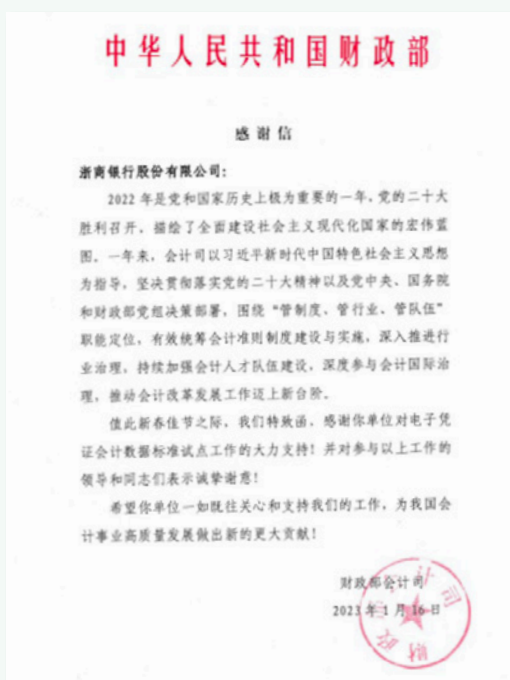 中华人民共和国财政部
感谢信
浙商银行股份有限公司：
2022 年是党和国家历史上极为重要的一年，党的二十大
胜利召开，描绘了全面建设社会主义现代化国家的宏伟蓝
图。一年来，会计司以习近平新时代中国特色社会主义思想
为指导，坚决贯彻落实党的二十大精神以及党中央、国务院
和财政部党组决策部署，围绕“管制度、管行业、管队伍”
职能定位，有效统筹会计准则制度建设与实施，深入推进行
业治理，持续加强会计人才队伍建设，深度参与会计国际治
理，推动会计改革发展工作迈上新台阶。
值此新春佳节之际，我们特致函，感谢你单位对电子凭
证会计数据标准试点工作的大力支持！并对参与以上工作的
领导和同志们表示诚挚谢意！
希望你单位一如既往关心和支持我们的工作，为我国会
计事业高质量发展做出新的更大贡献！
财政部会计司
2023 年 1 月 16 日
财政部会计司